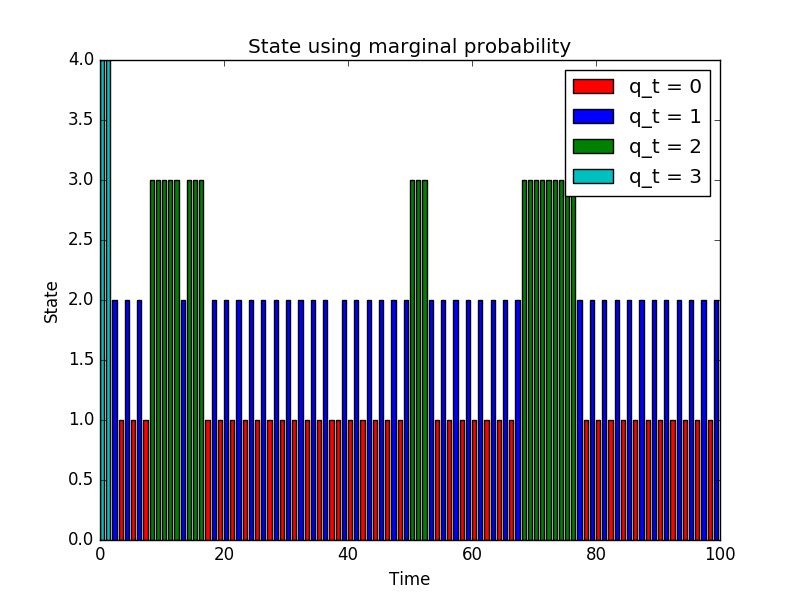 State using marginal probability
q_t = 0
q_t = 1
q_t = 2
q_t = 3
4.0
3.5
3.0
2.5
2.0
1.5
1.0
0.5
0.0
State
0 20 40 60 80 100
Time